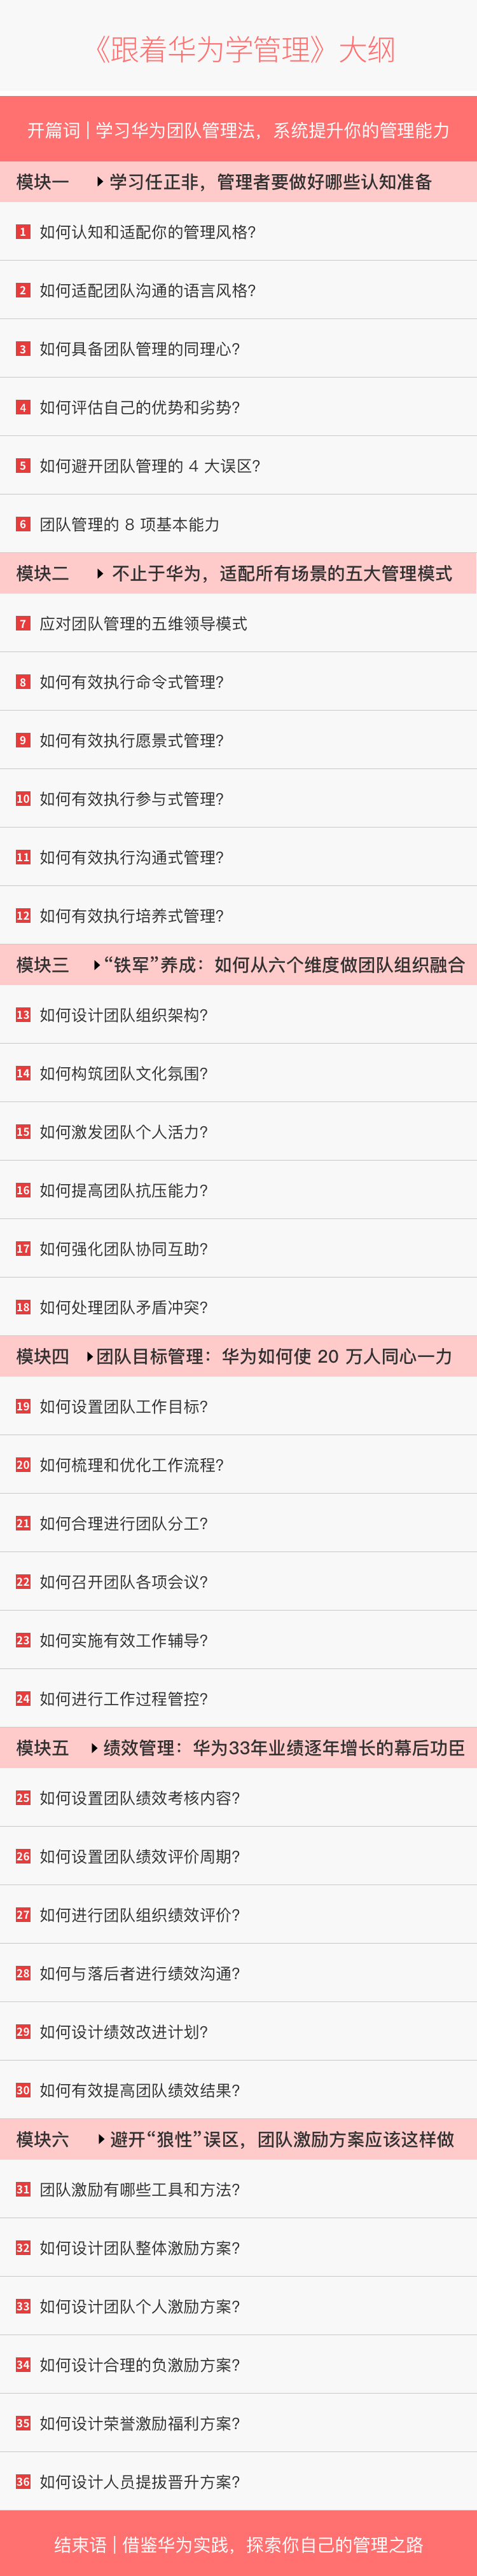 《跟着华为学管理》大纲
开篇词 | 学习华为团队管理法，系统提升你的管理能力
模块一 学习任正非，管理者要做好哪些认知准备
1 如何认知和适配你的管理风格?
2 如何适配团队沟通的语言风格?
3 如何具备团队管理的同理心?
4 如何评估自己的优势和劣势?
5 如何避开团队管理的 4 大误区?
6 团队管理的 8 项基本能力
模块二 不止于华为，适配所有场景的五大管理模式
7 应对团队管理的五维领导模式
8 如何有效执行命令式管理?
9 如何有效执行愿景式管理?
10 如何有效执行参与式管理?
11 如何有效执行沟通式管理?
12 如何有效执行培养式管理?
模块三 “铁军”养成：如何从六个维度做团队组织融合
13 如何设计团队组织架构?
14 如何构筑团队文化氛围?
15 如何激发团队个人活力?
16 如何提高团队抗压能力?
17 如何强化团队协同互助?
18 如何处理团队矛盾冲突?
模块四 团队目标管理：华为如何使 20 万人同心一力
19 如何设置团队工作目标?
20 如何梳理和优化工作流程?
21 如何合理进行团队分工?
22 如何召开团队各项会议?
23 如何实施有效工作辅导?
24 如何进行工作过程管控?
模块五 绩效管理：华为33年业绩逐年增长的幕后功臣
25 如何设置团队绩效考核内容?
26 如何设置团队绩效评价周期?
27 如何进行团队组织绩效评价?
28 如何与落后者进行绩效沟通?
29 如何设计绩效改进计划?
30 如何有效提高团队绩效结果?
模块六 避开“狼性”误区，团队激励方案应该这样做
31 团队激励有哪些工具和方法?
32 如何设计团队整体激励方案?
33 如何设计团队个人激励方案?
34 如何设计合理的负激励方案?
35 如何设计荣誉激励福利方案?
36 如何设计人员提拔晋升方案?
结束语 | 借鉴华为实践，探索你自己的管理之路